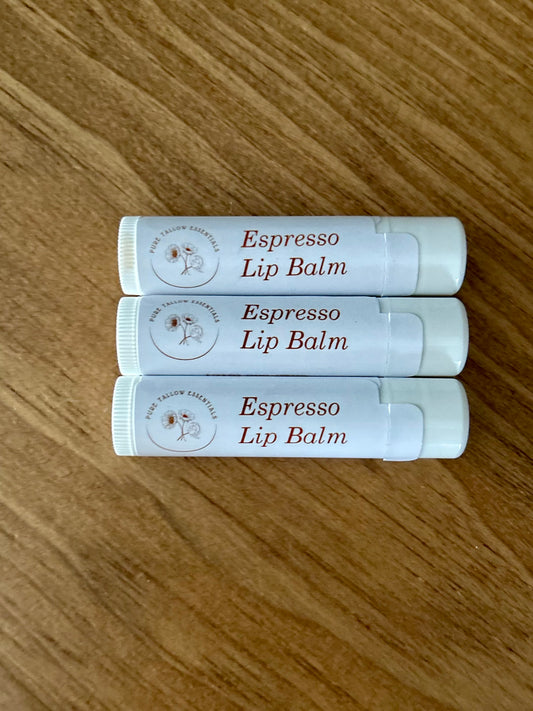 PURE TALLOW ESSENTIALS
Espresso
Lip Balm
PURE TALLOW ESSENTIALS
Espresso
Lip Balm
PURE TALLOW ESSENTIALS
Espresso
Lip Balm